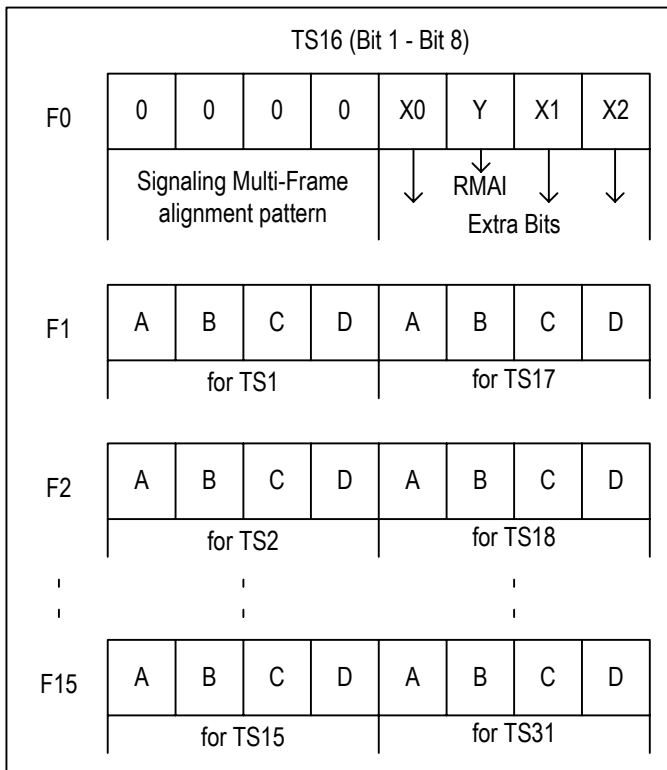 TS16 (Bit 1 - Bit 8)
F0 0 0 0 0 X0 Y X1 X2
Signaling Multi-Frame
alignment pattern
RMAI
Extra Bits
F1 A B C D A B C D
for TS1 for TS17
F2 A B C D A B C D
for TS2 for TS18
F15 A B C D A B C D
for TS15 for TS31